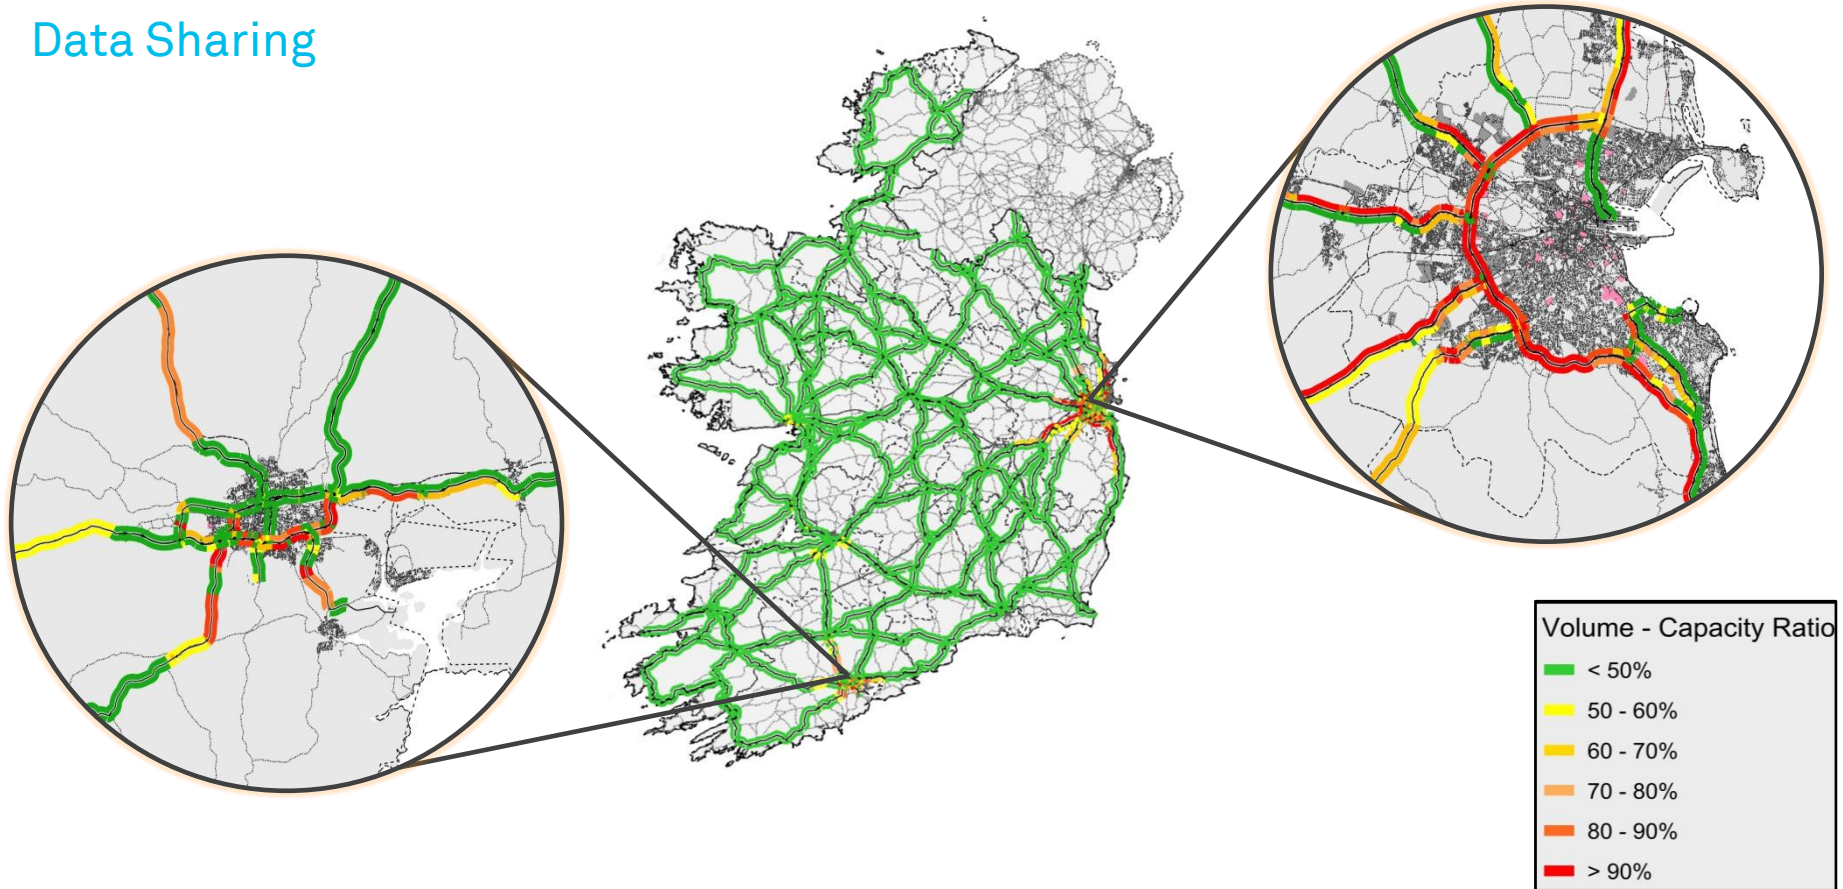 Data Sharing
Volume - Capacity Ratio
< 50%
50 - 60%
60 - 70%
70 - 80%
80 - 90%
> 90%